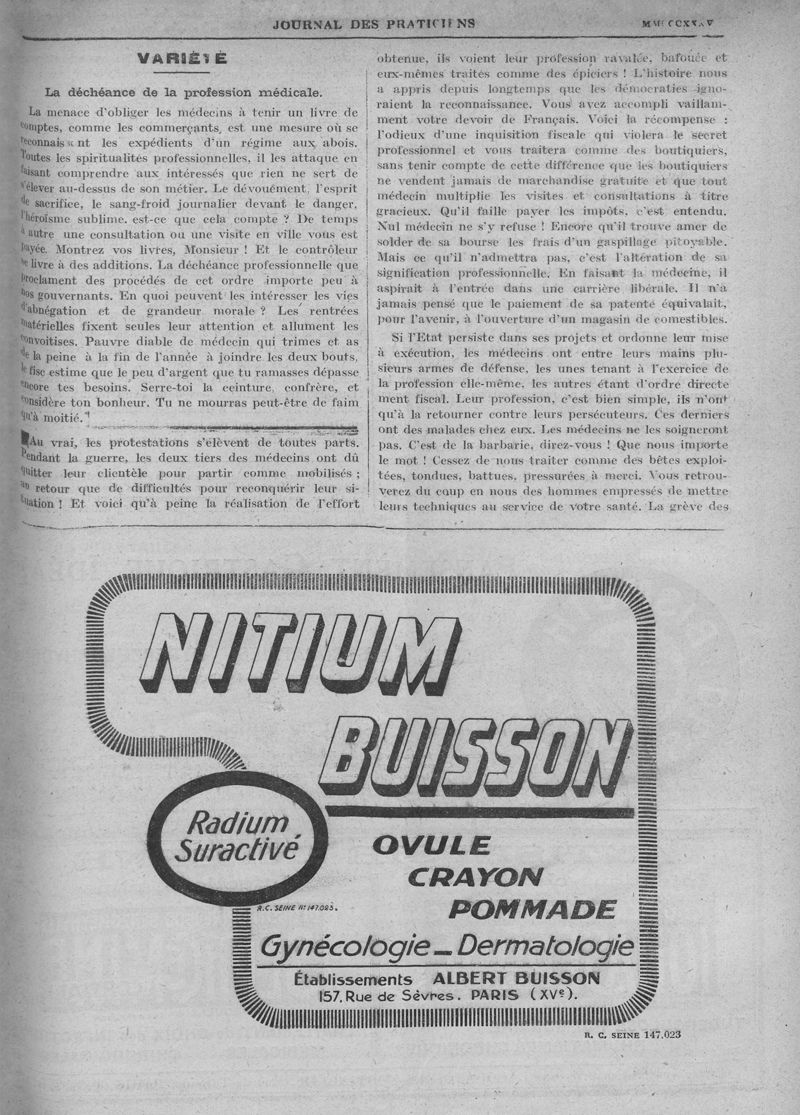 JOURNAL DES PRATICIENS
VARIÉTÉ
La déchéance de la profession médicale.
La menace d'obliger les médecins à tenir un livre de
comptes, comme les commerçants, est une mesure où se
reconnais nt les expédients d'un régime aux abois.
Toutes les spiritualités professionnelles, il les attaque en
faisant comprendre aux intéressés que rien ne sert de
s'élever au-dessus de son métier. Le dévouement, l'esprit
de sacrifice, le sang-froid journalier devant le danger,
l'héroïsme sublime. est-ce que cela compte ? De temps
à autre une consultation ou une visite en ville vous est
payée. Montrez vos livres, Monsieur ! Et le contrôleur
se livre à des additions. La déchéance professionnelle que
proclament des procédés de cet ordre importe peu à
nos gouvernants. En quoi peuvent les intéresser les vies
d'abnégation et de grandeur morale ? Les rentrées
matérielles fixent seules leur attention et allument les
convoitises. Pauvre diable de médecin qui trimes et as
de la peine à la fin de l'année à joindre les deux bouts,
le fisc estime que le peu d'argent que tu ramasses dépasse
encore tes besoins. Serre-toi la ceinture, confrère, et
considère ton bonheur. Tu ne mourras peut-être de faim
qu'à moitié.
Au vrai, les protestations s'élèvent de toutes parts.
Pendant la guerre, les deux tiers des médecins ont dû
quitter leur clientèle pour partir comme mobilisés ;
au retour que de difficultés pour reconquérir leur si-
tuation ! Et voici qu'à peine la réalisation de l'effort
obtenue, ils voient leur profession ravalée, bafouée et
eux-mêmes traités comme des épiciers ! L'histoire nous
a appris depuis longtemps que les démocraties igno-
raient la reconnaissance. Vous avez accompli vaillam-
ment votre devoir de Français. Voici la récompense :
l'odieux d'une inquisition fiscale qui violera le secret
professionnel et vous traitera comme des boutiquiers,
sans tenir compte de cette différence que les boutiquiers
ne vendent jamais de marchandise gratuite et que tout
médecin multiplie les visites et consultations à titre
gracieux. Qu'il faille payer les impôts, c'est entendu.
Nul médecin ne s'y refuse ! Encore qu'il trouve amer de
solder de sa bourse les frais d'un gaspillage pitoyable.
Mais ce qu'il n'admettra pas, c'est l'altération de sa
signification professionnelle. En faisant la médecine, il
aspirait à l'entrée dans une carrière libérale. Il n'a
jamais pensé que le paiement de sa patente équivalait,
pour l'avenir, à l'ouverture d'un magasin de comestibles.
Si l'Etat persiste dans ses projets et ordonne leur mise
à exécution, les médecins ont entre leurs mains plu-
sieurs armes de défense, les unes tenant à l'exercice de
la profession elle-même, les autres étant d'ordre directe
ment fiscal. Leur profession, c'est bien simple, ils n'ont
qu'à la retourner contre leurs persécuteurs. Ces derniers
ont des malades chez eux. Les médecins ne les soigneront
pas. C'est de la barbarie, direz-vous ! Que nous importe
le mot ! Cessez de nous traiter comme des bêtes exploi-
tées, tondues, battues, pressurées à merci. Vous retrou-
verez du coup en nous des hommes empressés de mettre
leurs techniques au service de votre santé. La grève des
NITIUM
BUISSON
Radium
Suractivé
OVULE
CRAYON
POMMADE
R.C. SEINE N° 147.023.
Gynécologie - Dermatologie
Établissements ALBERT BUISSON
157, Rue de Sèvres. PARIS (XVe).
R. C. SEINE 147.023